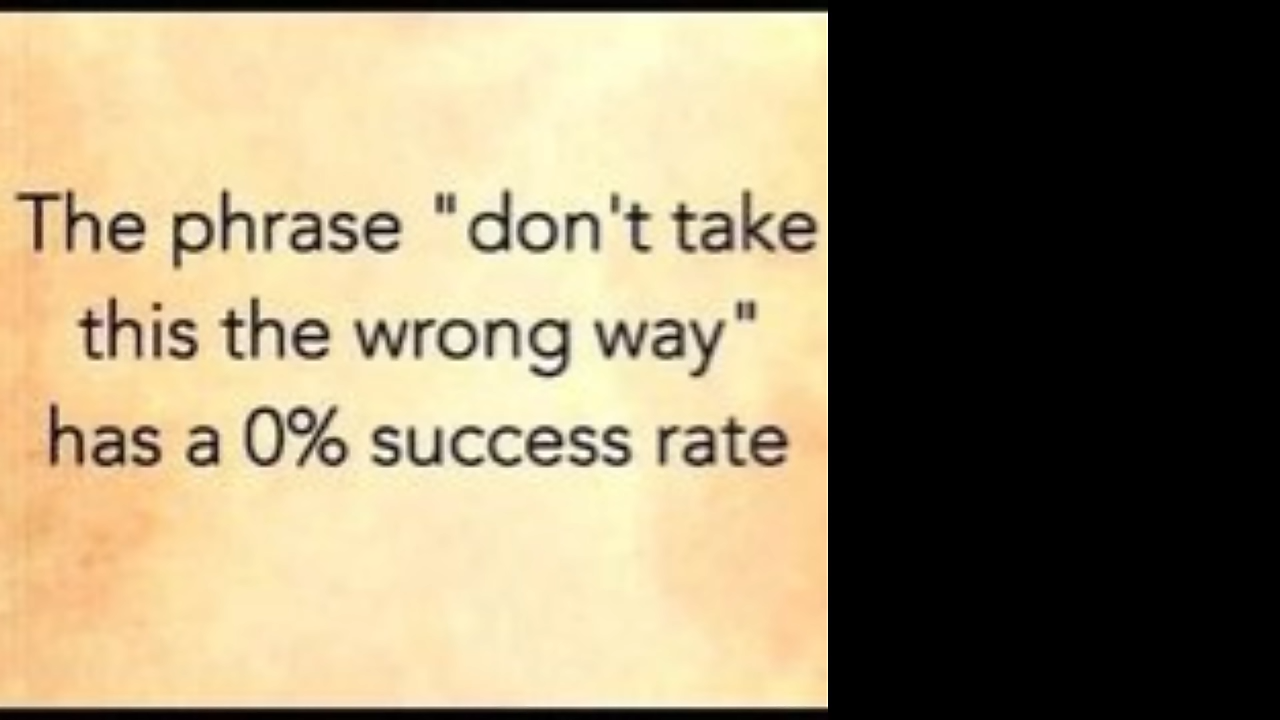 The phrase "don't take
this the wrong way"
has a 0% success rate